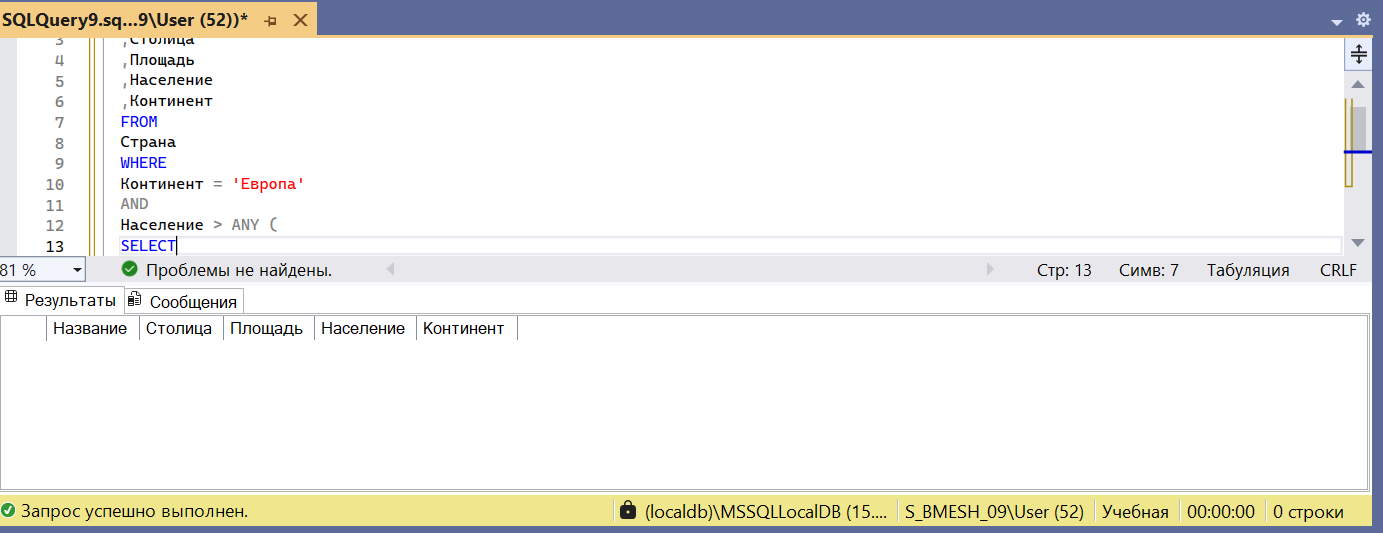 SQLQuery9.sq...9\User (52))*
3 ,Столица
4 ,Площадь
5 ,Население
6 ,Континент
7 FROM
8 Страна
9 WHERE
10 Континент = 'Европа'
11 AND
12 Население > ANY (
13 SELECT
81 % Проблемы не найдены. Стр: 13 Симв: 7 Табуляция CRLF
Результаты Сообщения
Название Столица Площадь Население Континент
Запрос успешно выполнен. (localdb)\MSSQLLocalDB (15.... S_BMESH_09\User (52) Учебная 00:00:00 0 строки